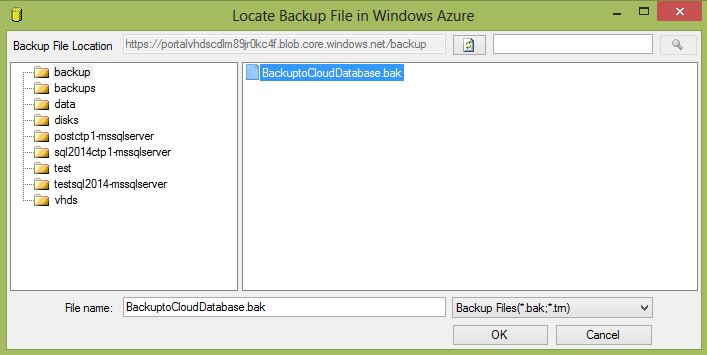 Locate Backup File in Windows Azure
Backup File Location https://portalvhdscdlm89jr0kc4f.blob.core.windows.net/backup
backup
backups
data
disks
postctp1-mssqlserver
sql2014ctp1-mssqlserver
test
testsql2014-mssqlserver
vhds
BackuptoCloudDatabase.bak
File name: BackuptoCloudDatabase.bak Backup Files(*.bak;*.trn)
OK Cancel